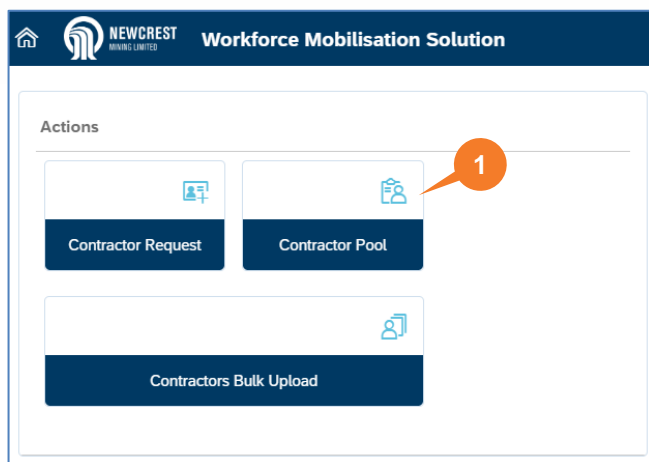 NEWCREST
MINING LIMITED
Workforce Mobilisation Solution
Actions
1
Contractor Request
Contractor Pool
Contractors Bulk Upload